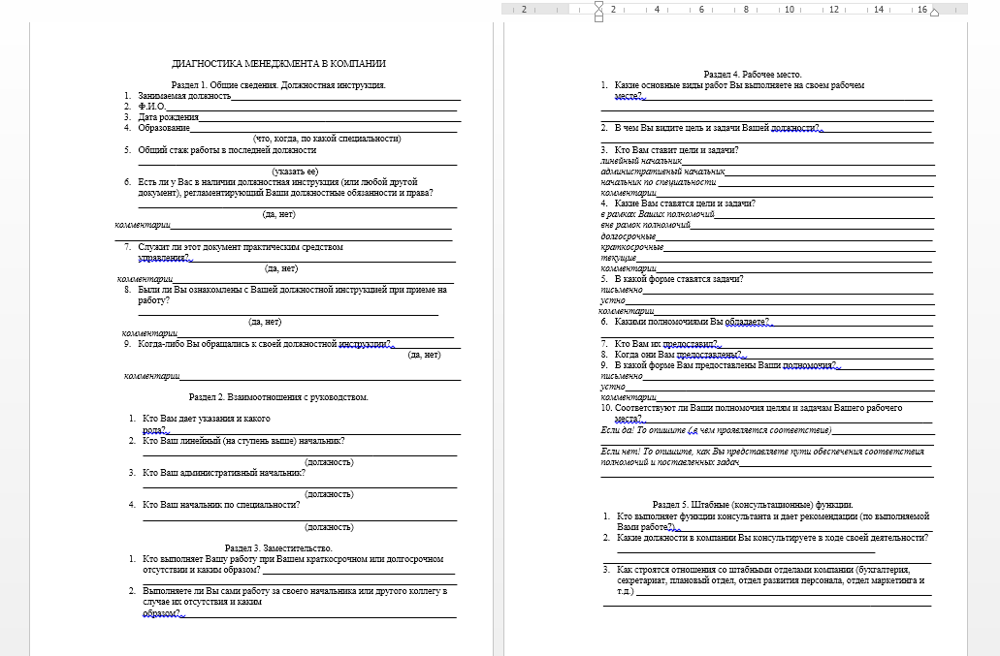 2 2 4 6 8 10 12 14 16
ДИАГНОСТИКА МЕНЕДЖМЕНТА В КОМПАНИИ
Раздел 1. Общие сведения. Должностная инструкция.
1. Занимаемая должность
2. Ф.И.О.
3. Дата рождения
4. Образование
(что, когда, по какой специальности)
5. Общий стаж работы в последней должности
(указать ее)
6. Есть ли у Вас в наличии должностная инструкция (или любой другой
документ), регламентирующий Ваши должностные обязанности и права?
(да, нет)
комментарии
7. Служит ли этот документ практическим средством
управления?
(да, нет)
комментарии
8. Были ли Вы ознакомлены с Вашей должностной инструкцией при приеме на
работу?
(да, нет)
комментарии
9. Когда-либо Вы обращались к своей должностной инструкции?
(да, нет)
комментарии
Раздел 2. Взаимоотношения с руководством.
1. Кто Вам дает указания и какого
рода?
2. Кто Ваш линейный (на ступень выше) начальник?
(должность)
3. Кто Ваш административный начальник?
(должность)
4. Кто Ваш начальник по специальности?
(должность)
Раздел 3. Заместительство.
1. Кто выполняет Вашу работу при Вашем краткосрочном или долгосрочном
отсутствии и каким образом?
2. Выполняете ли Вы сами работу за своего начальника или другого коллегу в
случае их отсутствия и каким
образом?
Раздел 4. Рабочее место.
1. Какие основные виды работ Вы выполняете на своем рабочем
месте?
2. В чем Вы видите цель и задачи Вашей должности?
3. Кто Вам ставит цели и задачи?
линейный начальник
административный начальник
начальник по специальности
комментарии
4. Какие Вам ставятся цели и задачи?
в рамках Ваших полномочий
вне рамок полномочий
долгосрочные
краткосрочные
текущие
комментарии
5. В какой форме ставятся задачи?
письменно
устно
комментарии
6. Какими полномочиями Вы обладаете?
7. Кто Вам их предоставил?
8. Когда они Вам предоставлены?
9. В какой форме Вам предоставлены Ваши полномочия?
письменно
устно
комментарии
10. Соответствуют ли Ваши полномочия целям и задачам Вашего рабочего
места?
Если да! То опишите (в чем проявляется соответствие)
Если нет! То опишите, как Вы представляете пути обеспечения соответствия
полномочий и поставленных задач
Раздел 5. Штабные (консультационные) функции.
1. Кто выполняет функции консультанта и дает рекомендации (по выполняемой
Вами работе?)
2. Какие должности в компании Вы консультируете в ходе своей деятельности?
3. Как строятся отношения со штабными отделами компании (бухгалтерия,
секретариат, плановый отдел, отдел развития персонала, отдел маркетинга и
т.д.)